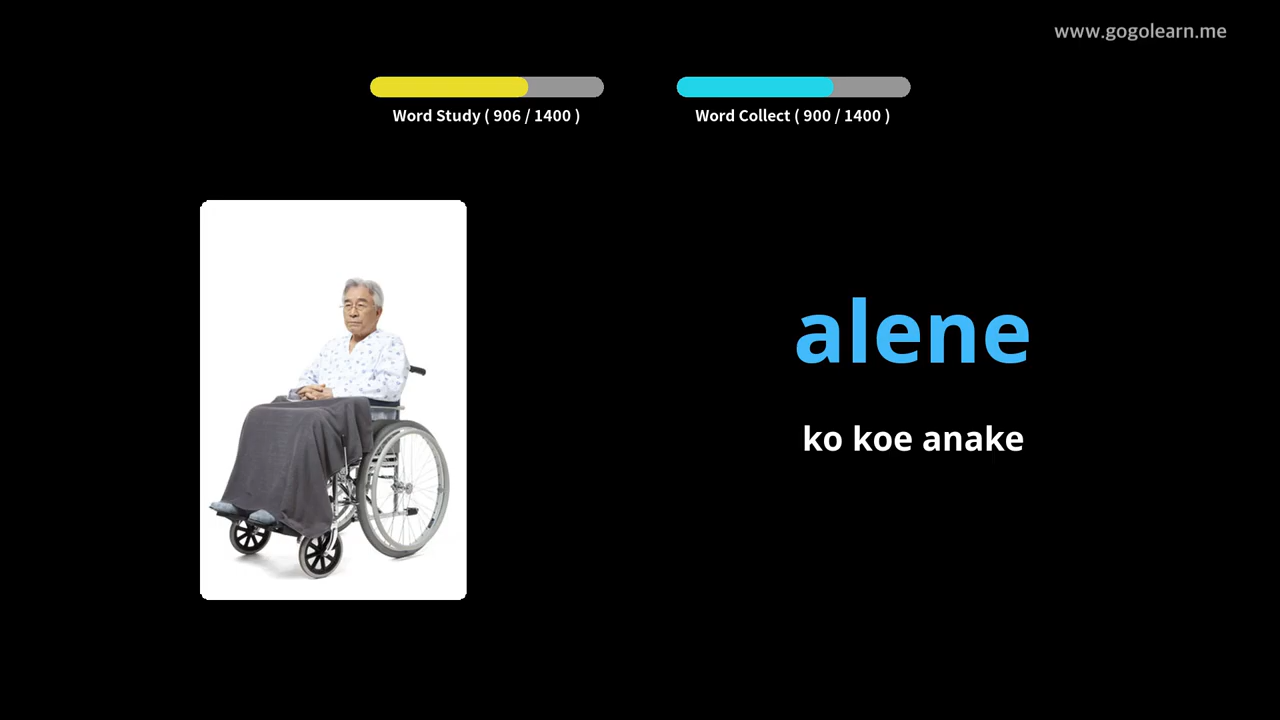 www.gogolearn.me
Word Study ( 906 / 1400 )
Word Collect ( 900 / 1400 )
alene
ko koe anake